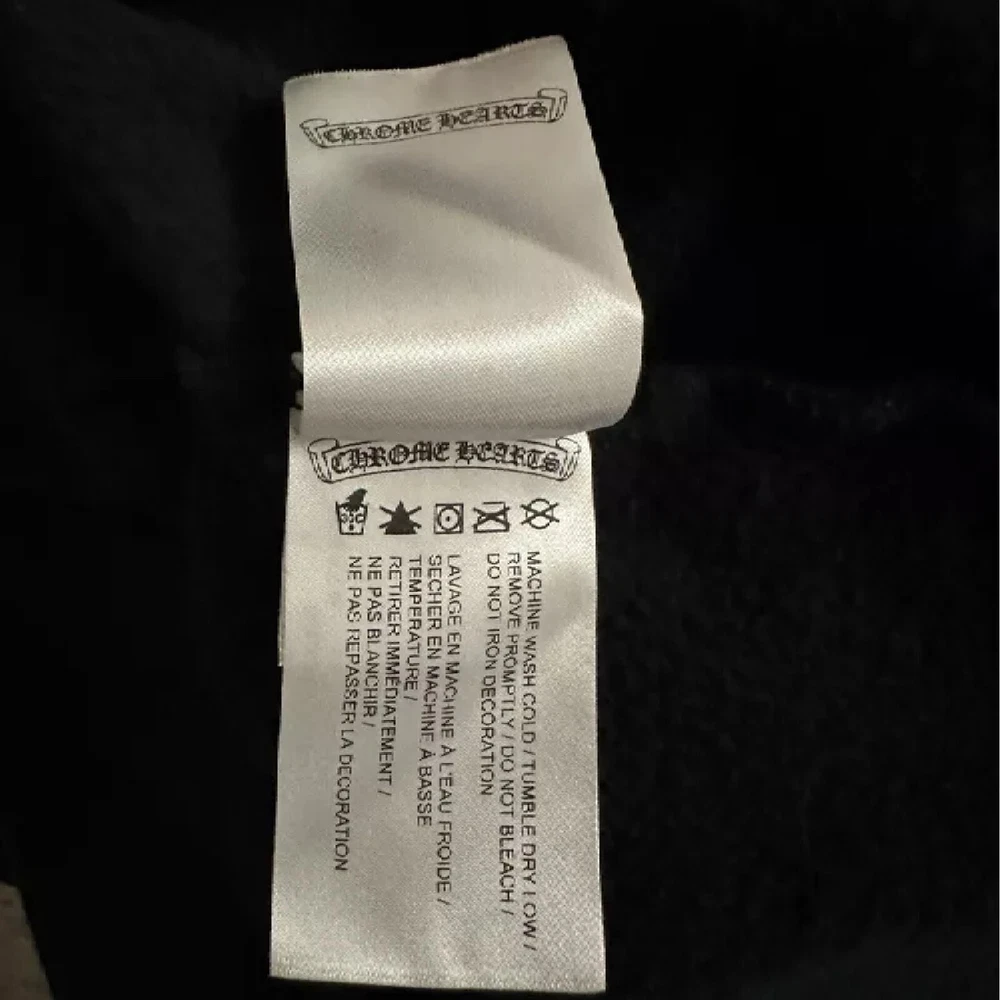 CHROME HEARTS
CHROME HEARTS
MACHINE WASH COLD / TUMBLE DRY LOW /
REMOVE PROMPTLY / DO NOT BLEACH /
DO NOT IRON DECORATION
LAVAGE EN MACHINE À L'EAU FROIDE /
SECHER EN MACHINE À BASSE
TEMPERATURE /
RETIRER IMMÉDIATEMENT /
NE PAS BLANCHIR /
NE PAS REPASSER LA DECORATION